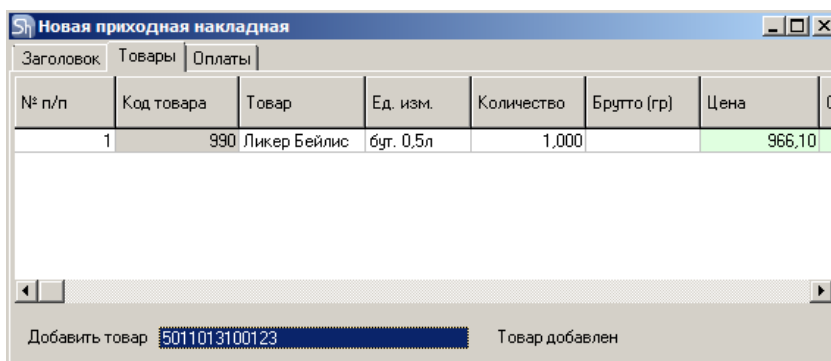 Sh Новая приходная накладная
Заголовок Товары Оплаты
№ п/п Код товара Товар Ед. изм. Количество Брутто (гр) Цена
1 990 Ликер Бейлис бут. 0,5л 1,000 966,10
Добавить товар 5011013100123 Товар добавлен